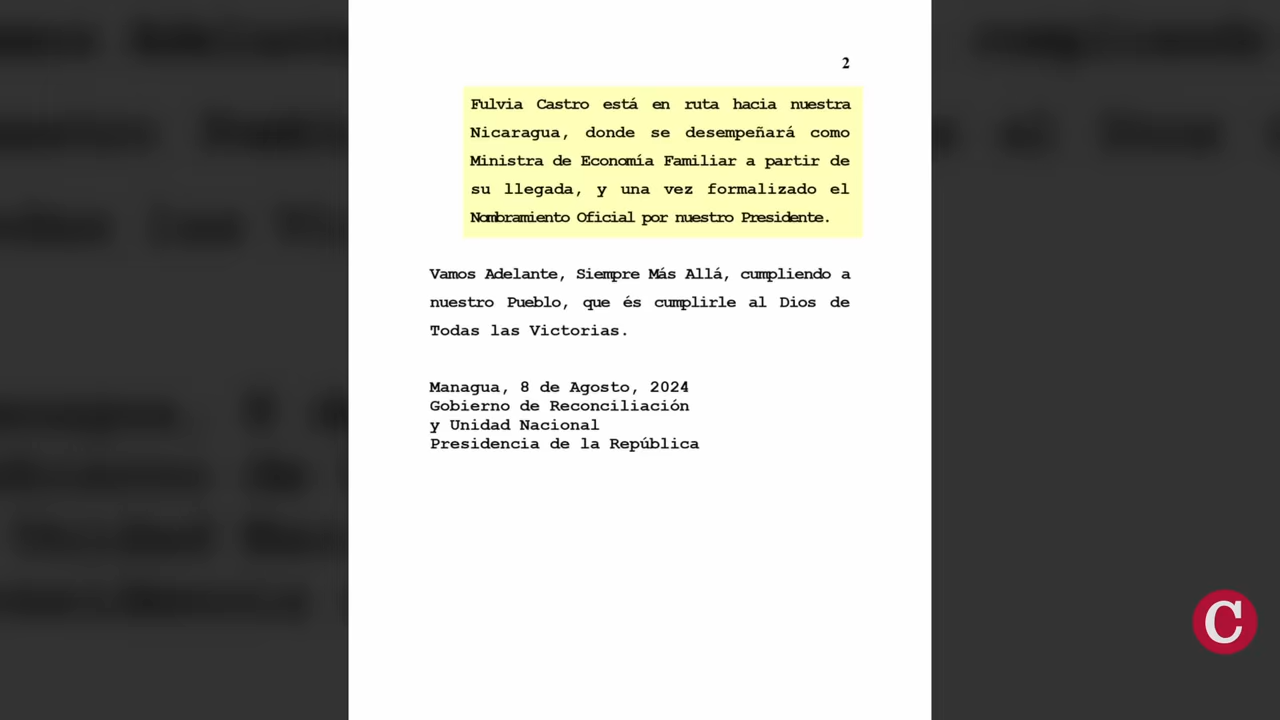 2
Fulvia Castro está en ruta hacia nuestra
Nicaragua, donde se desempeñará como
Ministra de Economía Familiar a partir de
su llegada, y una vez formalizado el
Nombramiento Oficial por nuestro Presidente.
Vamos Adelante, Siempre Más Allá, cumpliendo a
nuestro Pueblo, que és cumplirle al Dios de
Todas las Victorias.
Managua, 8 de Agosto, 2024
Gobierno de Reconciliación
y Unidad Nacional
Presidencia de la República
C